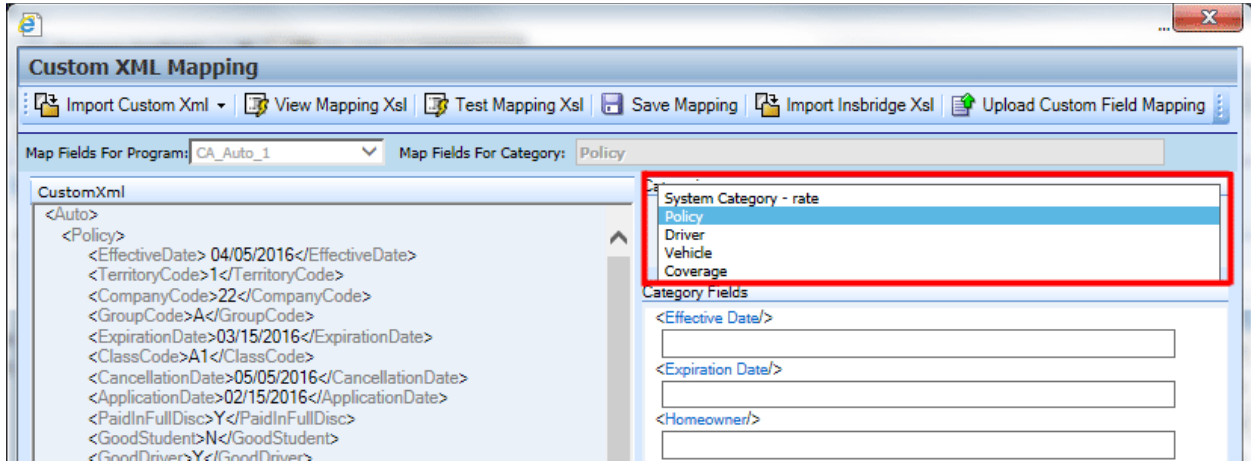 ...
X
Custom XML Mapping
Import Custom Xml View Mapping Xsl Test Mapping Xsl Save Mapping Import Insbridge Xsl Upload Custom Field Mapping
Map Fields For Program: CA_Auto_1 Map Fields For Category: Policy
CustomXml
<Auto>
<Policy>
<EffectiveDate> 04/05/2016</EffectiveDate>
<TerritoryCode>1</TerritoryCode>
<CompanyCode>22</CompanyCode>
<GroupCode>A</GroupCode>
<ExpirationDate>03/15/2016</ExpirationDate>
<ClassCode>A1</ClassCode>
<CancellationDate>05/05/2016</CancellationDate>
<ApplicationDate>02/15/2016</ApplicationDate>
<PaidInFullDisc>Y</PaidInFullDisc>
<GoodStudent>N</GoodStudent>
<GoodDriver>Y</GoodDriver>
System Category - rate
Policy
Driver
Vehicle
Coverage
Category Fields
<Effective Date/>
<Expiration Date/>
<Homeowner/>